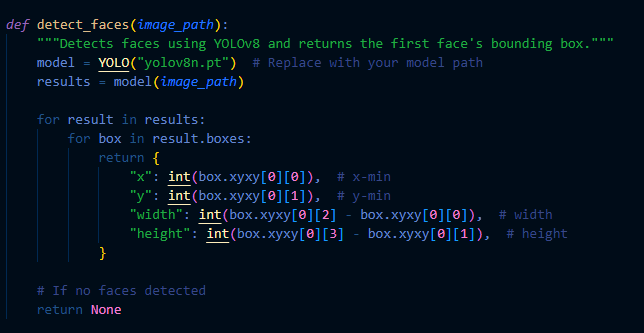 def detect_faces(image_path):
    """Detects faces using YOLOv8 and returns the first face's bounding box."""
    model = YOLO("yolov8n.pt")  # Replace with your model path
    results = model(image_path)

    for result in results:
        for box in result.boxes:
            return {
                "x": int(box.xyxy[0][0]),  # x-min
                "y": int(box.xyxy[0][1]),  # y-min
                "width": int(box.xyxy[0][2] - box.xyxy[0][0]),  # width
                "height": int(box.xyxy[0][3] - box.xyxy[0][1]),  # height
            }

    # If no faces detected
    return None